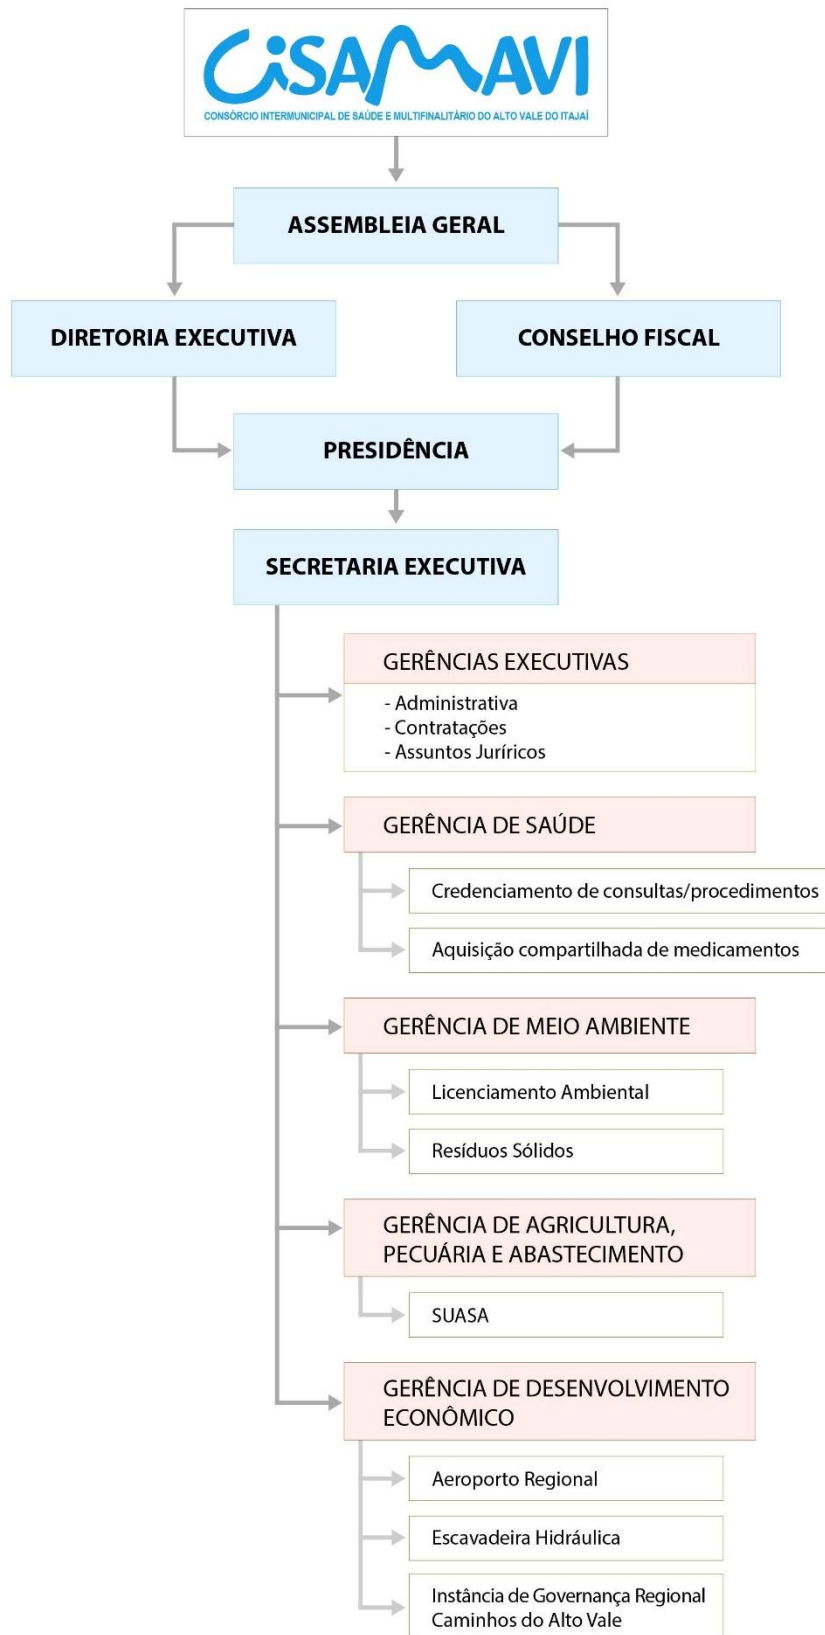 CISAMAVI
CONSÓRCIO INTERMUNICIPAL DE SAÚDE E MULTIFINALITÁRIO DO ALTO VALE DO ITAJAÍ
ASSEMBLEIA GERAL
DIRETORIA EXECUTIVA
CONSELHO FISCAL
PRESIDÊNCIA
SECRETARIA EXECUTIVA
GERÊNCIAS EXECUTIVAS
- Administrativa
- Contratações
- Assuntos Juríricos
GERÊNCIA DE SAÚDE
Credenciamento de consultas/procedimentos
Aquisição compartilhada de medicamentos
GERÊNCIA DE MEIO AMBIENTE
Licenciamento Ambiental
Resíduos Sólidos
GERÊNCIA DE AGRICULTURA,
PECUÁRIA E ABASTECIMENTO
SUASA
GERÊNCIA DE DESENVOLVIMENTO
ECONÔMICO
Aeroporto Regional
Escavadeira Hidráulica
Instância de Governança Regional
Caminhos do Alto Vale